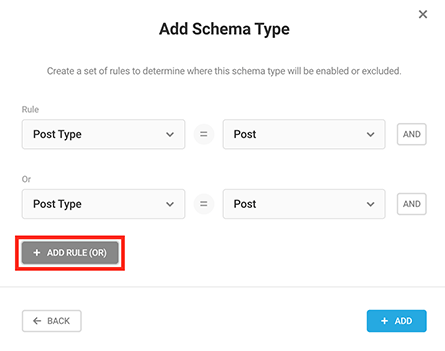 Add Schema Type
Create a set of rules to determine where this schema type will be enabled or excluded.
Rule
Post Type = Post AND
Or
Post Type = Post AND
+ ADD RULE (OR)
← BACK + ADD